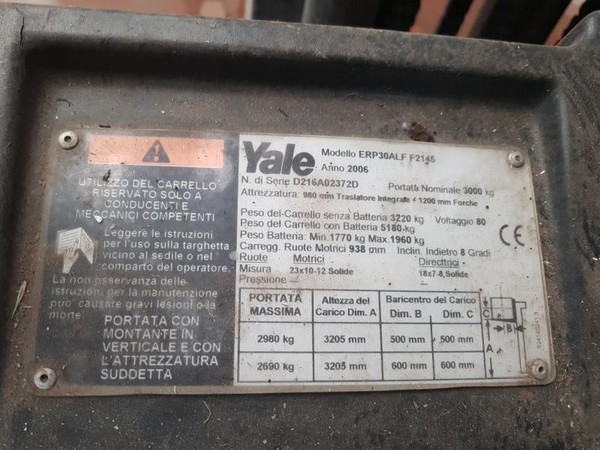 UTILIZZO DEL CARRELLO
RISERVATO SOLO A
CONDUCENTI E
MECCANICI COMPETENTI
Leggere le istruzioni
per l'uso sulla targhetta
vicino al sedile o nel
comparto del operatore.
La non osservanza delle
istruzioni per la manutenzione
puo' causare gravi lesioni o la
morte.
PORTATA CON
MONTANTE IN
VERTICALE E CON
L'ATTREZZATURA
SUDDETTA
Yale Modello ERP30ALF F2145
Anno 2006
N. di Serie D216A02372D Portata Nominale 3000 kg
Attrezzatura: 980 mm Traslatore Integrale + 1200 mm Forche
Peso del Carrello senza Batteria 3220 kg Voltaggio 80
Peso del Carrello con Batteria 5180 kg
Peso Batteria: Min.1770 kg Max.1960 kg
Carregg. Ruote Motrici 938 mm Inclin. Indietro 8 Gradi
CE
Ruote Motrici Direttrici
Misura 23x10-12 Solide 18x7-8,Solide
Pressione
PORTATA MASSIMA Altezza del Carico Dim. A Baricentro del Carico Dim. B Dim. C
2980 kg 3205 mm 500 mm 500 mm
2690 kg 3205 mm 600 mm 600 mm
C
B
A